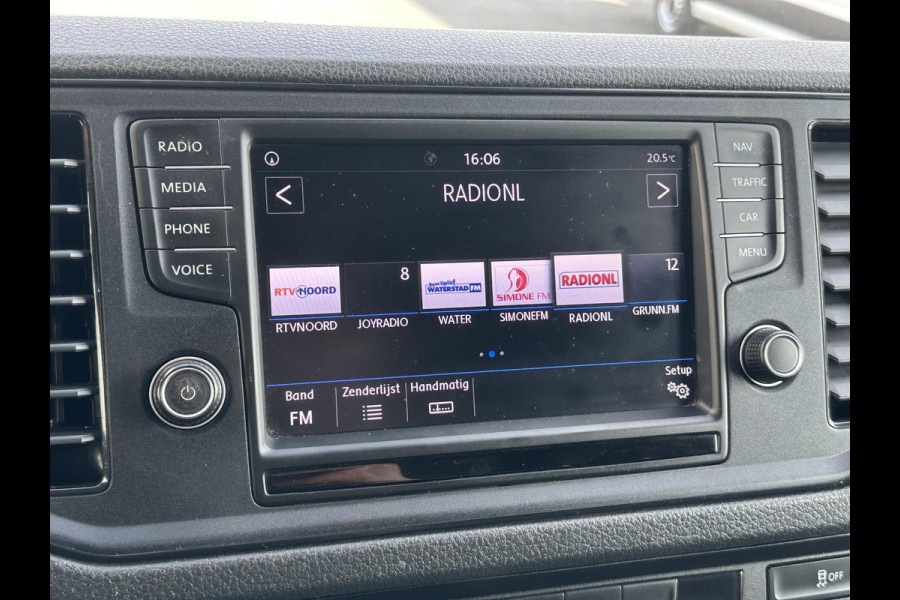 RADIO
MEDIA
PHONE
VOICE
16:06
20.5℃
<
RADIONL
>
RTV NOORD
8
WATERSTAD FM
SIMONE FM
RADIONL
12
RTVNOORD
JOYRADIO
WATER
SIMONEFM
RADIONL
GRUNN.FM
Band
FM
Zenderlijst
Handmatig
Setup
NAV
TRAFFIC
CAR
MENU
OFF